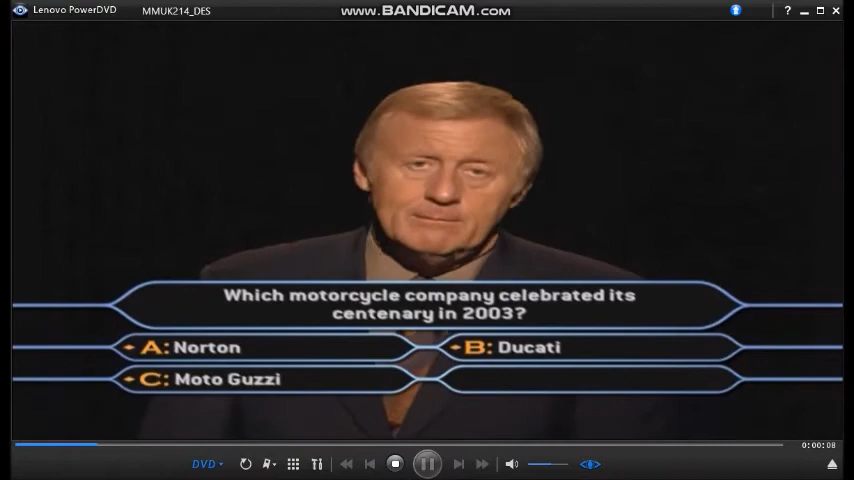 Lenovo PowerDVD
MMUK214_DES
www.BANDICAM.com
Which motorcycle company celebrated its
centenary in 2003?
A: Norton
B: Ducati
C: Moto Guzzi
0:00:08
DVD